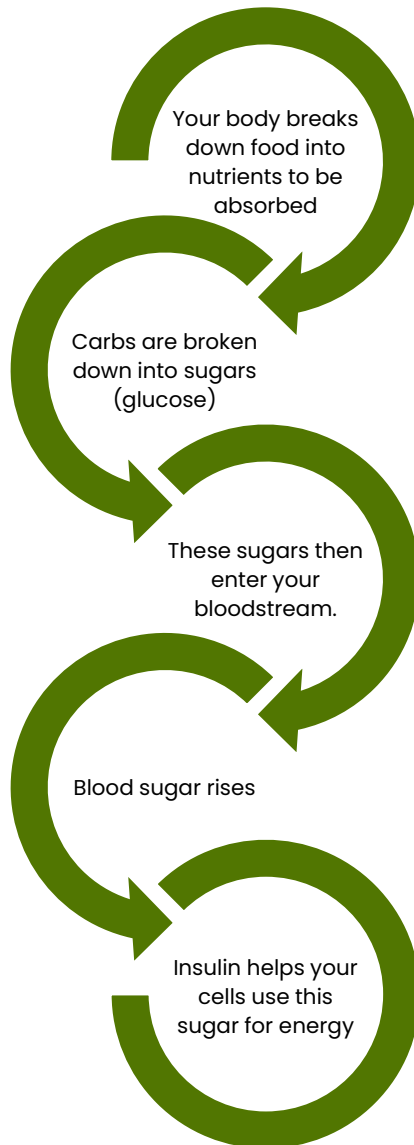 Your body breaks
down food into
nutrients to be
absorbed
Carbs are broken
down into sugars
(glucose)
These sugars then
enter your
bloodstream.
Blood sugar rises
Insulin helps your
cells use this
sugar for energy